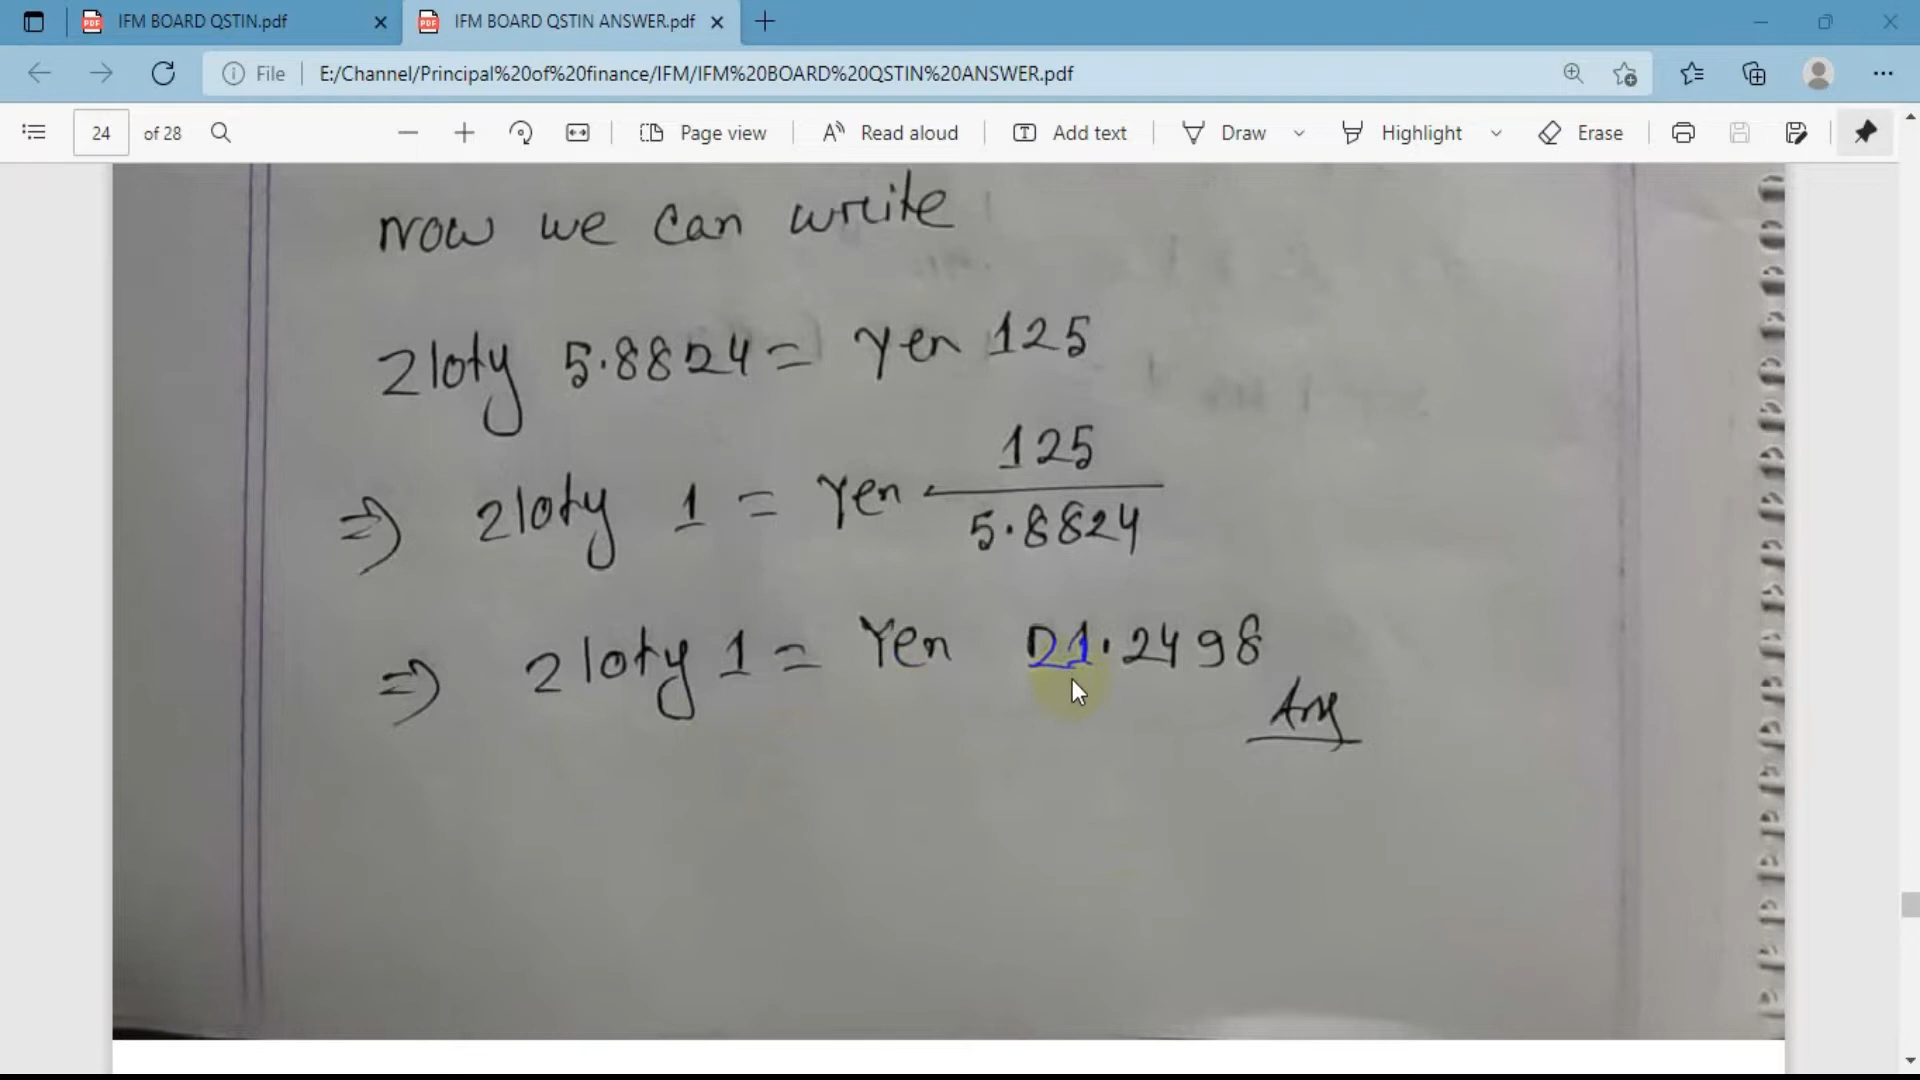 IFM BOARD QSTIN.pdf
IFM BOARD QSTIN ANSWER.pdf
File
E:/Channel/Principal%20of%20finance/IFM/IFM%20BOARD%20QSTIN%20ANSWER.pdf
24 of 28
Page view
Read aloud
Add text
Draw
Highlight
Erase
now we can write
zloty 5.8824 = Yen 125
⇒ zloty 1 = Yen 125
5.8824
⇒ zloty 1 = Yen 21.2498
Ans